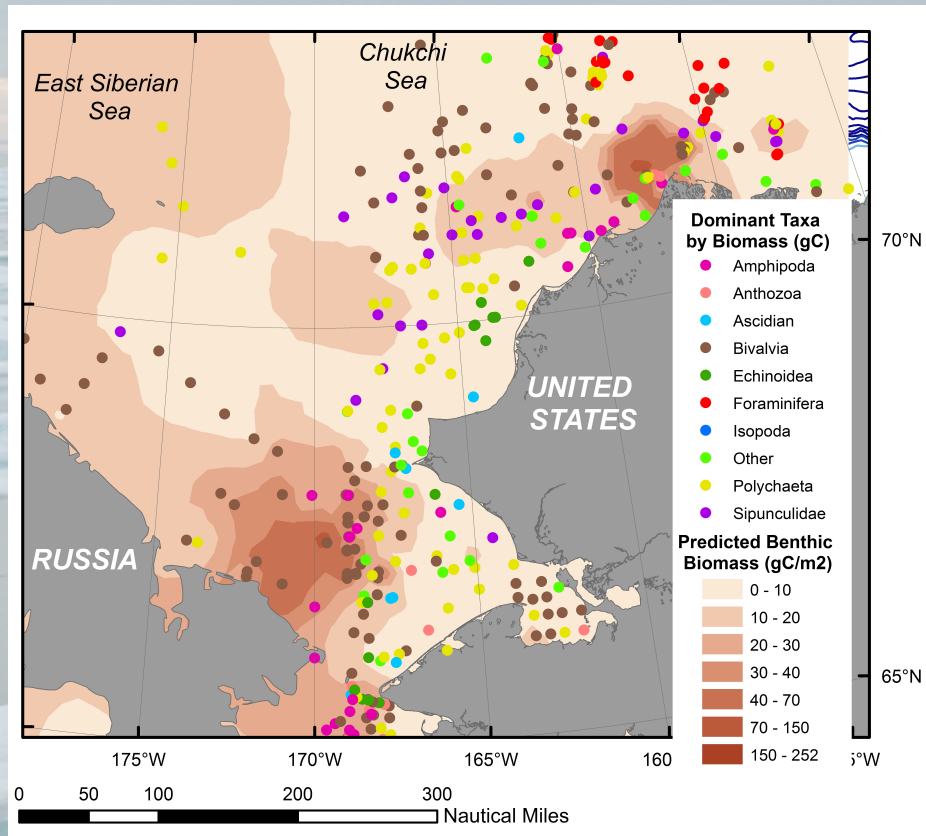 East Siberian
Sea
Chukchi
Sea
70°N
UNITED
STATES
RUSSIA
Dominant Taxa
by Biomass (gC)
Amphipoda
Anthozoa
Ascidian
Bivalvia
Echinoidea
Foraminifera
Isopoda
Other
Polychaeta
Sipunculidae
Predicted Benthic
Biomass (gC/m2)
0 - 10
10 - 20
20 - 30
30 - 40
40 - 70
70 - 150
150 - 252
65°N
175°W 170°W 165°W 160 5°W
0 50 100 200 300
Nautical Miles